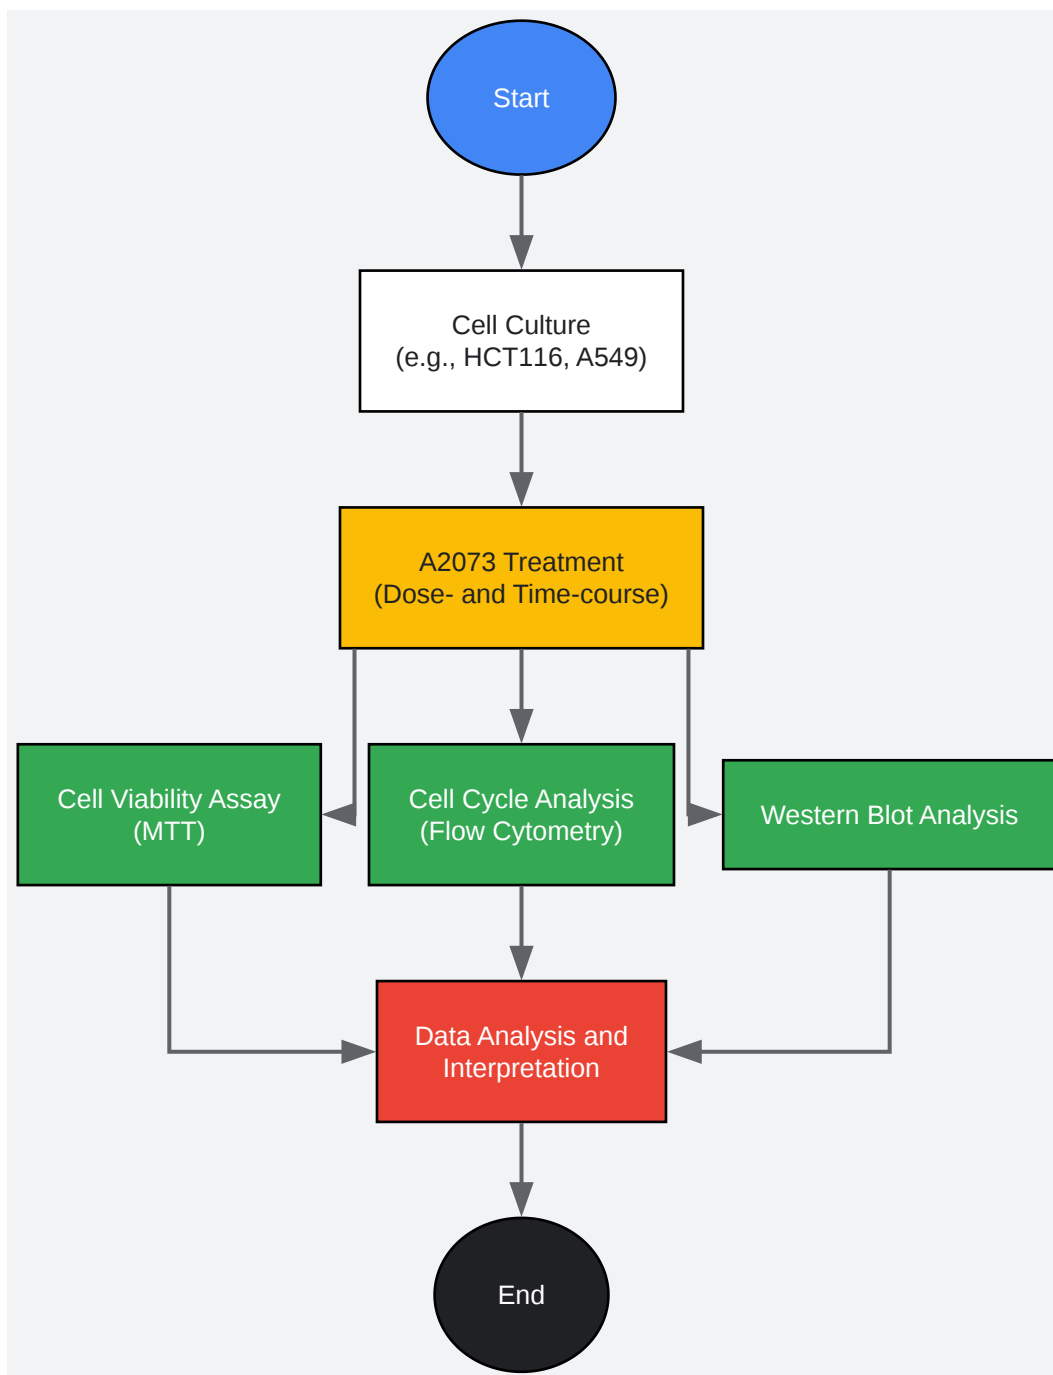 Start
Cell Culture
(e.g., HCT116, A549)
A2073 Treatment
(Dose- and Time-course)
Cell Viability Assay
(MTT)
Cell Cycle Analysis
(Flow Cytometry)
Western Blot Analysis
Data Analysis and
Interpretation
End